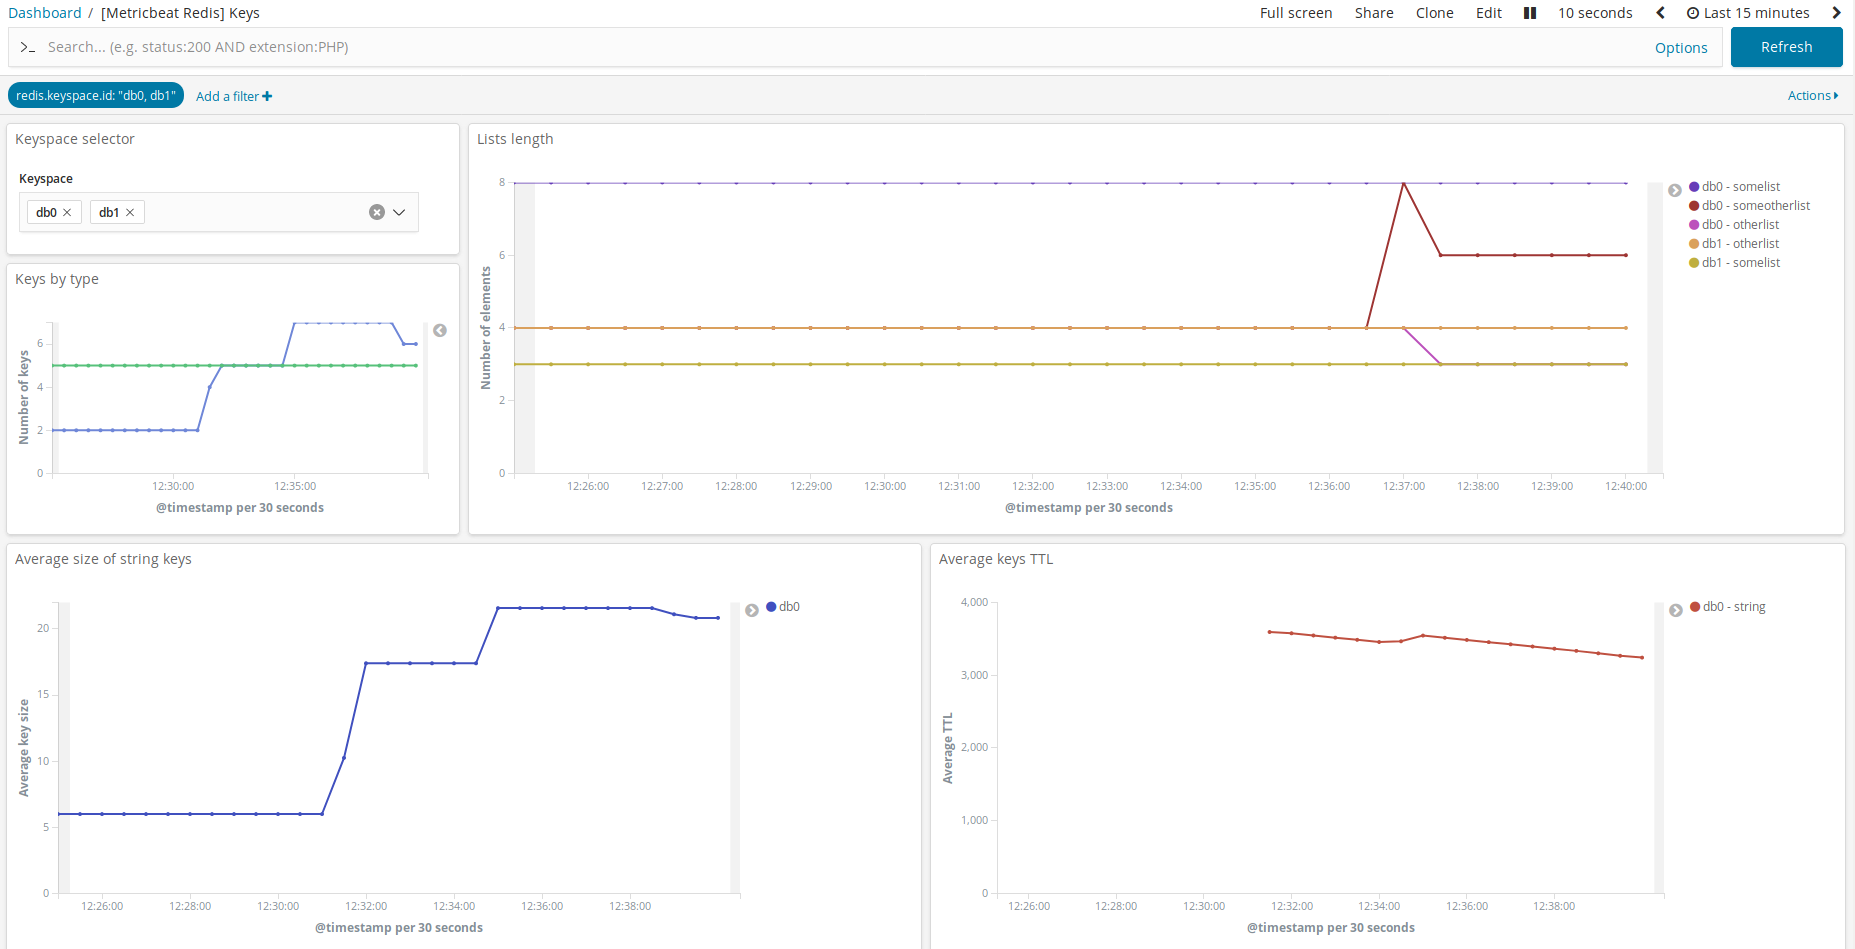 Dashboard / [Metricbeat Redis] Keys
Full screen Share Clone Edit 10 seconds Last 15 minutes
>_ Search... (e.g. status:200 AND extension:PHP)
Options
Refresh
redis.keyspace.id: "db0, db1"
Add a filter +
Actions
Keyspace selector
Keyspace
db0 ×
db1 ×
Keys by type
Number of keys
6
4
2
0
12:30:00 12:35:00
@timestamp per 30 seconds
Lists length
Number of elements
8
6
4
2
0
12:26:00 12:27:00 12:28:00 12:29:00 12:30:00 12:31:00 12:32:00 12:33:00 12:34:00 12:35:00 12:36:00 12:37:00 12:38:00 12:39:00 12:40:00
@timestamp per 30 seconds
db0 - somelist
db0 - someotherlist
db0 - otherlist
db1 - otherlist
db1 - somelist
Average size of string keys
Average key size
20
15
10
5
0
12:26:00 12:28:00 12:30:00 12:32:00 12:34:00 12:36:00 12:38:00
@timestamp per 30 seconds
db0
Average keys TTL
Average TTL
4,000
3,000
2,000
1,000
0
12:26:00 12:28:00 12:30:00 12:32:00 12:34:00 12:36:00 12:38:00
@timestamp per 30 seconds
db0 - string